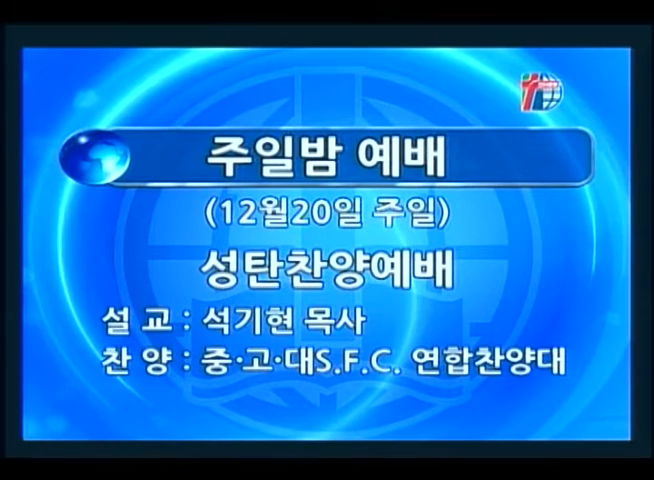 주일밤 예배
(12월20일 주일)
성탄찬양예배
설 교 : 석기현 목사
찬 양 : 중·고·대S.F.C. 연합찬양대